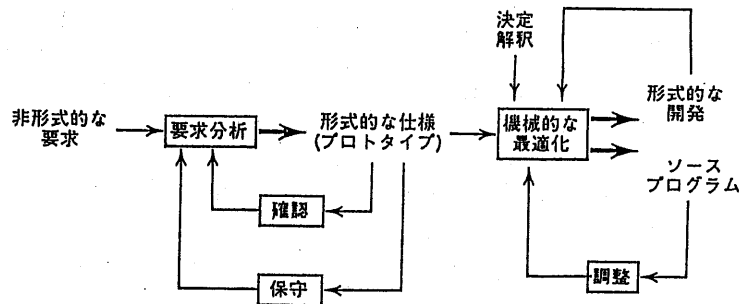 決定
解釈
非形式的な
要求
要求分析
形式的な仕様
(プロトタイプ)
機械的な
最適化
形式的な
開発
ソース
プログラム
確認
保守
調整